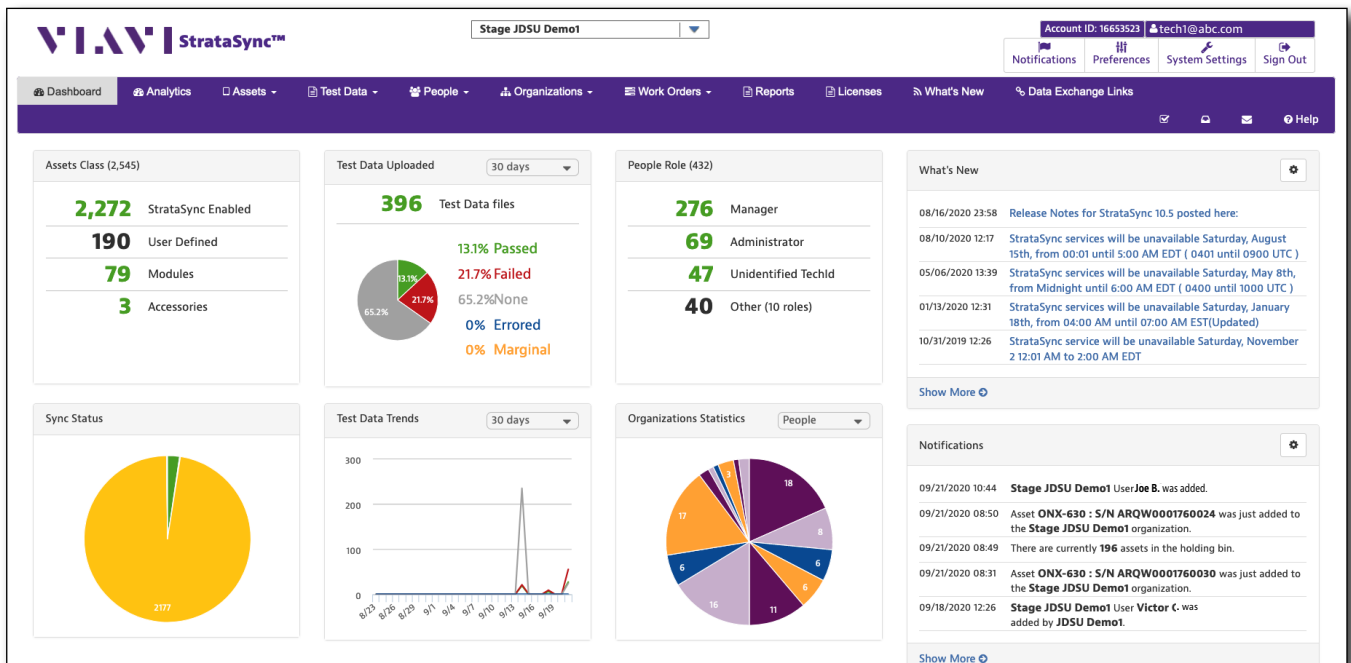 VIAVI StrataSync™
Stage JDSU Demo1
Account ID: 16653523 tech1@abc.com
Notifications Preferences System Settings Sign Out
Dashboard Analytics Assets Test Data People Organizations Work Orders Reports Licenses What's New Data Exchange Links
Help
Assets Class (2,545)
2,272 StrataSync Enabled
190 User Defined
79 Modules
3 Accessories
Test Data Uploaded 30 days
396 Test Data files
13.1% Passed
21.7% Failed
65.2%None
0% Errored
0% Marginal
13.1%
21.7%
65.2%
People Role (432)
276 Manager
69 Administrator
47 Unidentified TechId
40 Other (10 roles)
What's New
08/16/2020 23:58 Release Notes for StrataSync 10.5 posted here:
08/10/2020 12:17 StrataSync services will be unavailable Saturday, August
15th, from 00:01 until 5:00 AM EDT ( 0401 until 0900 UTC )
05/06/2020 13:39 StrataSync services will be unavailable Saturday, May 8th,
from Midnight until 6:00 AM EDT ( 0400 until 1000 UTC )
01/13/2020 12:31 StrataSync services will be unavailable Saturday, January
18th, from 04:00 AM until 07:00 AM EST(Updated)
10/31/2019 12:26 StrataSync service will be unavailable Saturday, November
2 12:01 AM to 2:00 AM EDT
Show More
Sync Status
2177
Test Data Trends 30 days
300
200
100
0
8/23 8/26 8/29 9/1 9/4 9/7 9/10 9/13 9/16 9/19
Organizations Statistics People
18
8
6
6
11
16
6
17
3
Notifications
09/21/2020 10:44 Stage JDSU Demo1 User Joe B. was added.
09/21/2020 08:50 Asset ONX-630 : S/N ARQW0001760024 was just added to
the Stage JDSU Demo1 organization.
09/21/2020 08:49 There are currently 196 assets in the holding bin.
09/21/2020 08:31 Asset ONX-630 : S/N ARQW0001760030 was just added to
the Stage JDSU Demo1 organization.
09/18/2020 12:26 Stage JDSU Demo1 User Victor C. was
added by JDSU Demo1.
Show More